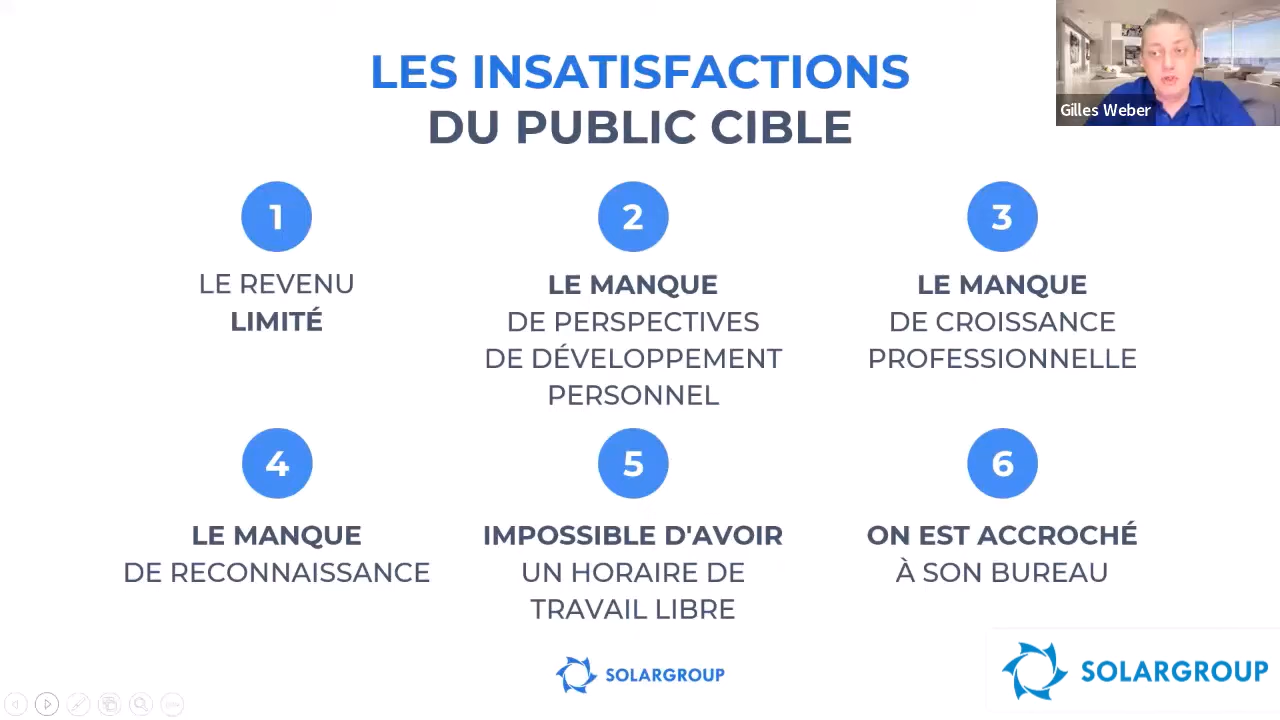 LES INSATISFACTIONS
DU PUBLIC CIBLE
Gilles Weber
1
LE REVENU
LIMITÉ
2
LE MANQUE
DE PERSPECTIVES
DE DÉVELOPPEMENT
PERSONNEL
3
LE MANQUE
DE CROISSANCE
PROFESSIONNELLE
4
LE MANQUE
DE RECONNAISSANCE
5
IMPOSSIBLE D'AVOIR
UN HORAIRE DE
TRAVAIL LIBRE
6
ON EST ACCROCHÉ
À SON BUREAU
SOLARGROUP
SOLARGROUP